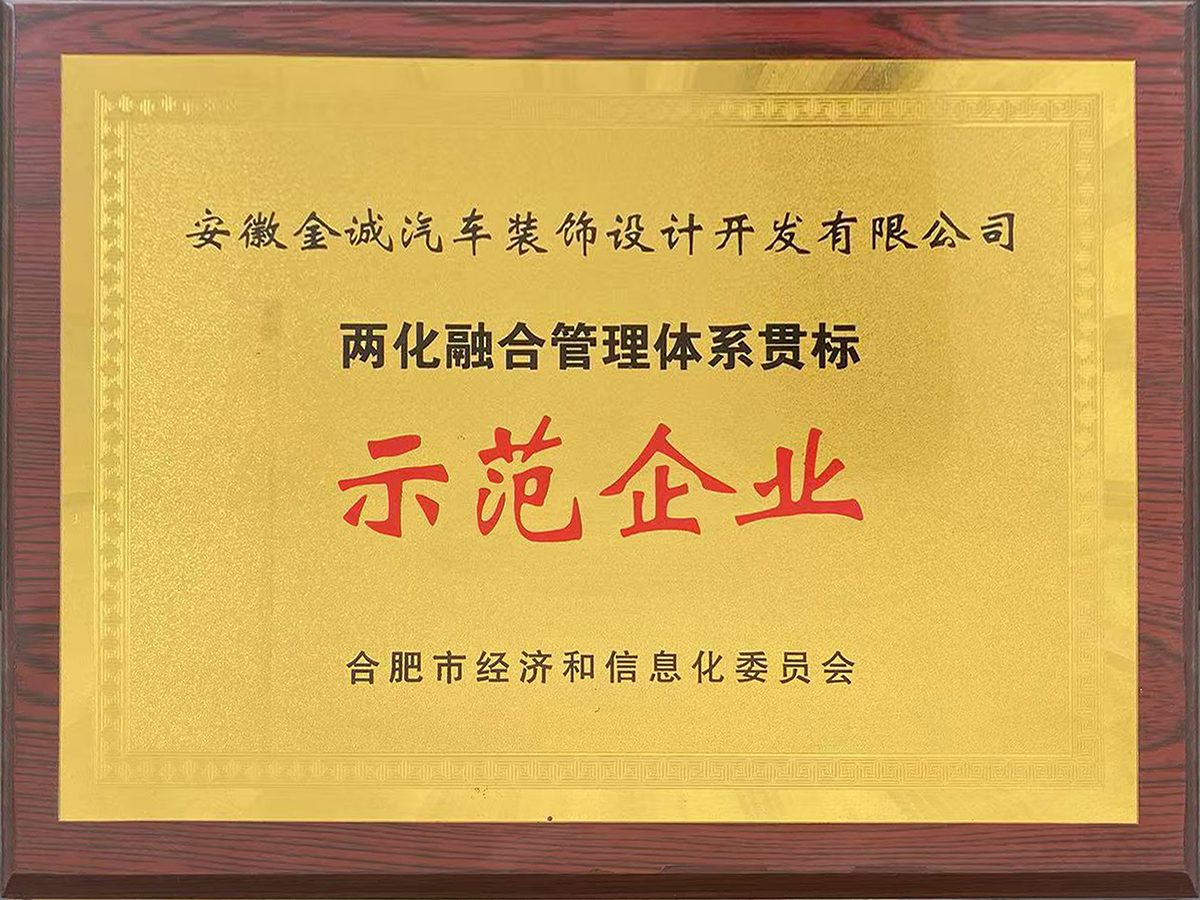 安徽金诚汽车装饰设计开发有限公司
两化融合管理体系贯标
示范企业
合肥市经济和信息化委员会